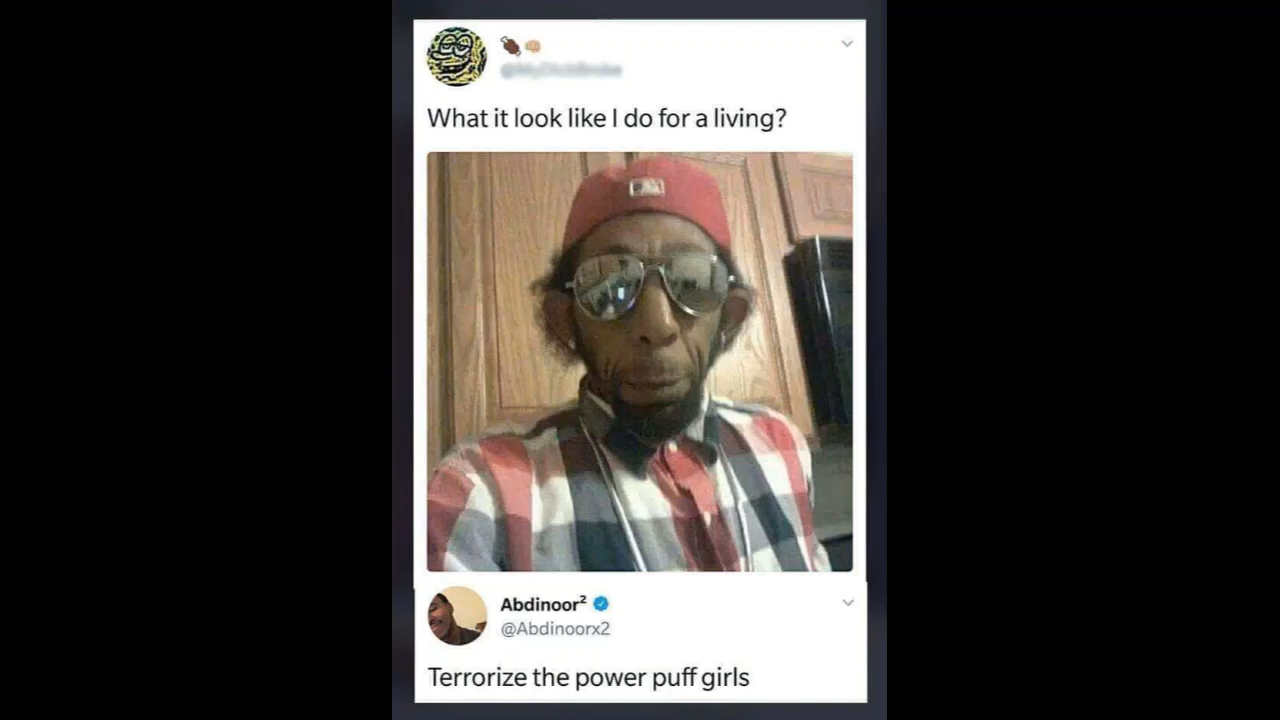 What it look like I do for a living?
Abdinoor²
@Abdinoorx2
Terrorize the power puff girls